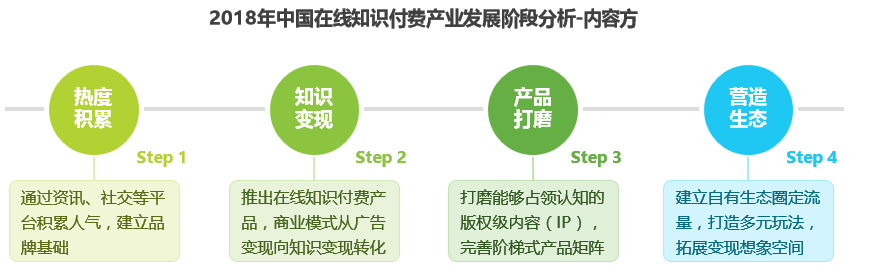 2018年中国在线知识付费产业发展阶段分析-内容方
热度
积累
Step 1
通过资讯、社交等平
台积累人气，建立品
牌基础
知识
变现
Step 2
推出在线知识付费产
品，商业模式从广告
变现向知识变现转化
产品
打磨
Step 3
打磨能够占领认知的
版权级内容（IP），
完善阶梯式产品矩阵
营造
生态
Step 4
建立自有生态圈定流
量，打造多元玩法，
拓展变现想象空间